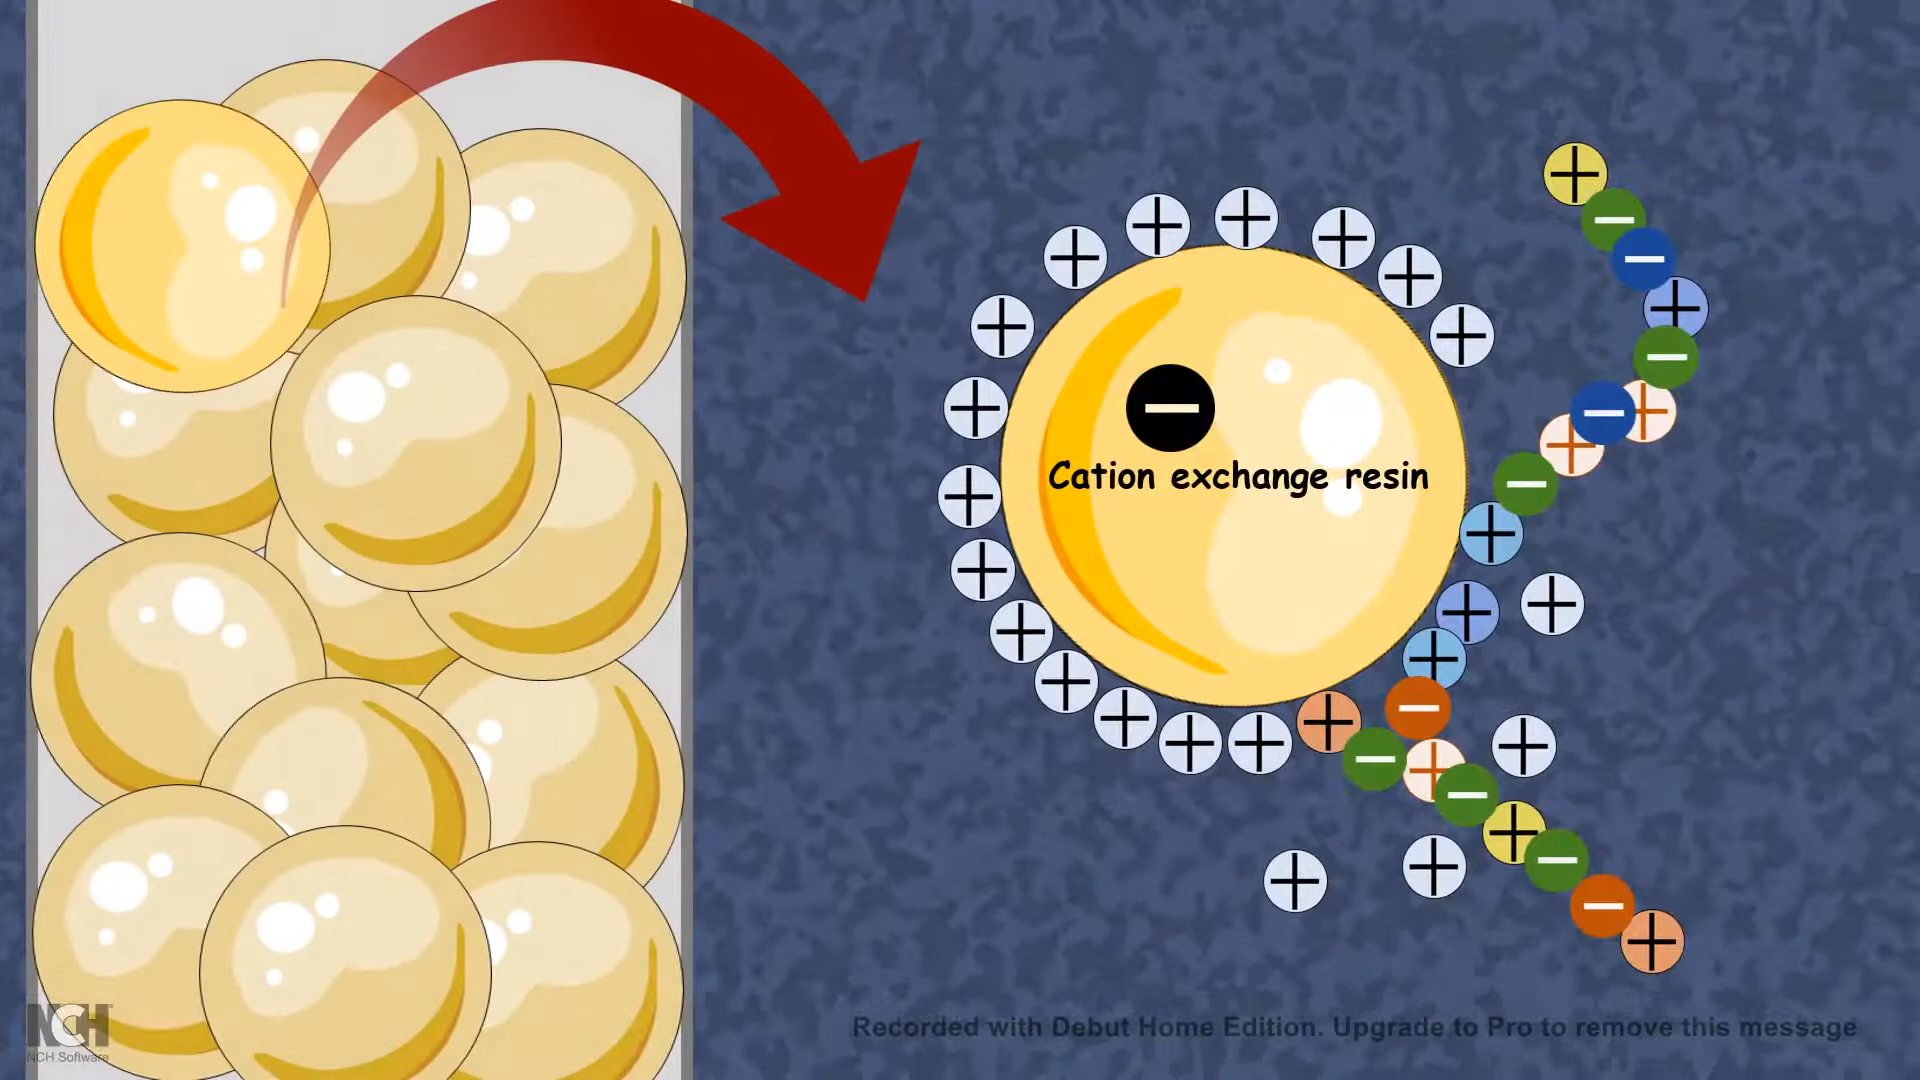 Cation exchange resin
NCH
NCH Software
Recorded with Debut Home Edition. Upgrade to Pro to remove this message